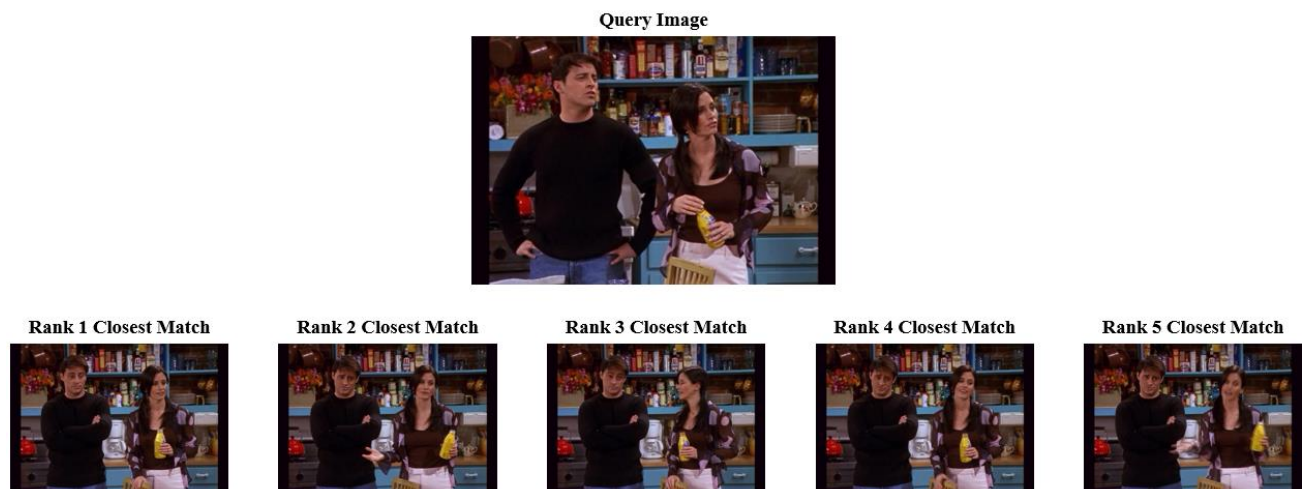 Query Image
Rank 1 Closest Match
Rank 2 Closest Match
Rank 3 Closest Match
Rank 4 Closest Match
Rank 5 Closest Match